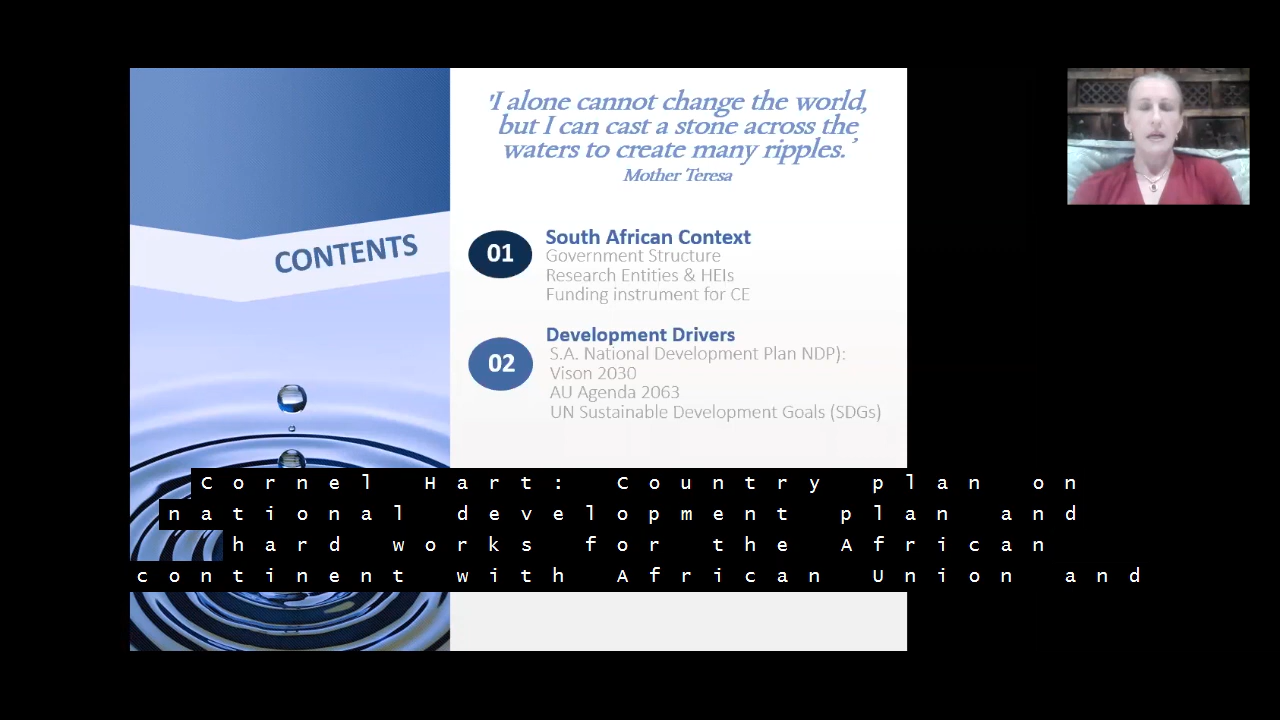 'I alone cannot change the world,
but I can cast a stone across the
waters to create many ripples.'
Mother Teresa
CONTENTS
01
South African Context
Government Structure
Research Entities & HEIs
Funding instrument for CE
02
Development Drivers
S.A. National Development Plan NDP):
Vison 2030
AU Agenda 2063
UN Sustainable Development Goals (SDGs)
Cornel Hart: Country plan on
national development plan and
hard works for the African
continent with African Union and